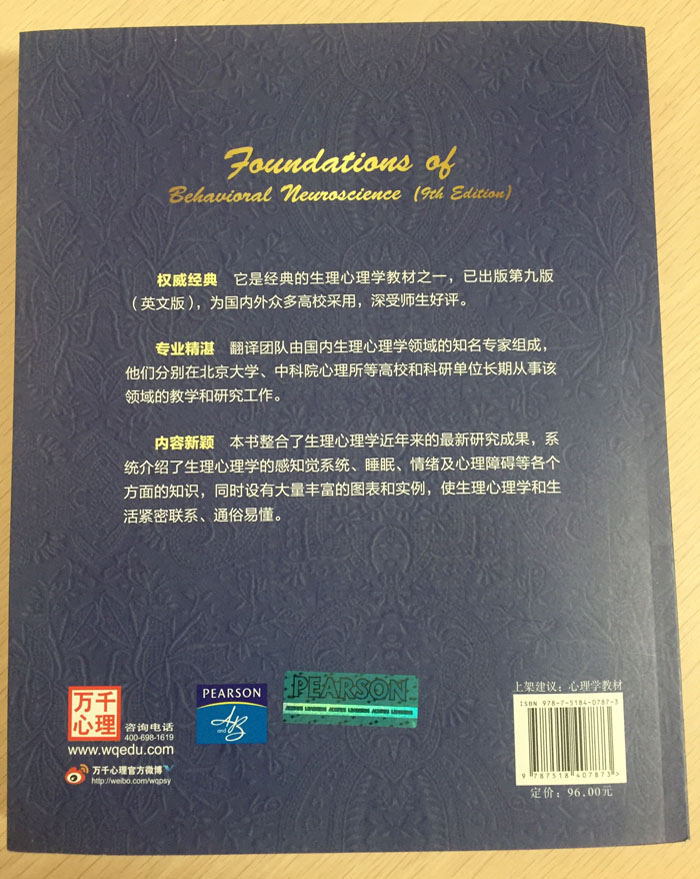 Foundations of
Behavioral Neuroscience (9th Edition)
权威经典 它是经典的生理心理学教材之一，已出版第九版
（英文版），为国内外众多高校采用，深受师生好评。
专业精湛 翻译团队由国内生理心理学领域的知名专家组成，
他们分别在北京大学、中科院心理所等高校和科研单位长期从事该
领域的教学和研究工作。
内容新颖 本书整合了生理心理学近年来的最新研究成果，系
统介绍了生理心理学的感知觉系统、睡眠、情绪及心理障碍等各个
方面的知识，同时设有大量丰富的图表和实例，使生理心理学和生
活紧密联系、通俗易懂。
万千
心理
咨询电话
400-698-1619
www.wqedu.com
万千心理官方微博
http://weibo.com/wqpsy
PEARSON
A and B
PEARSON
ALWAYS LEARNING ALWAYS LEARNING ALWAYS LEARNING
上架建议：心理学教材
ISBN 978-7-5184-0787-3
9 787518 407873 >
定价：96.00元